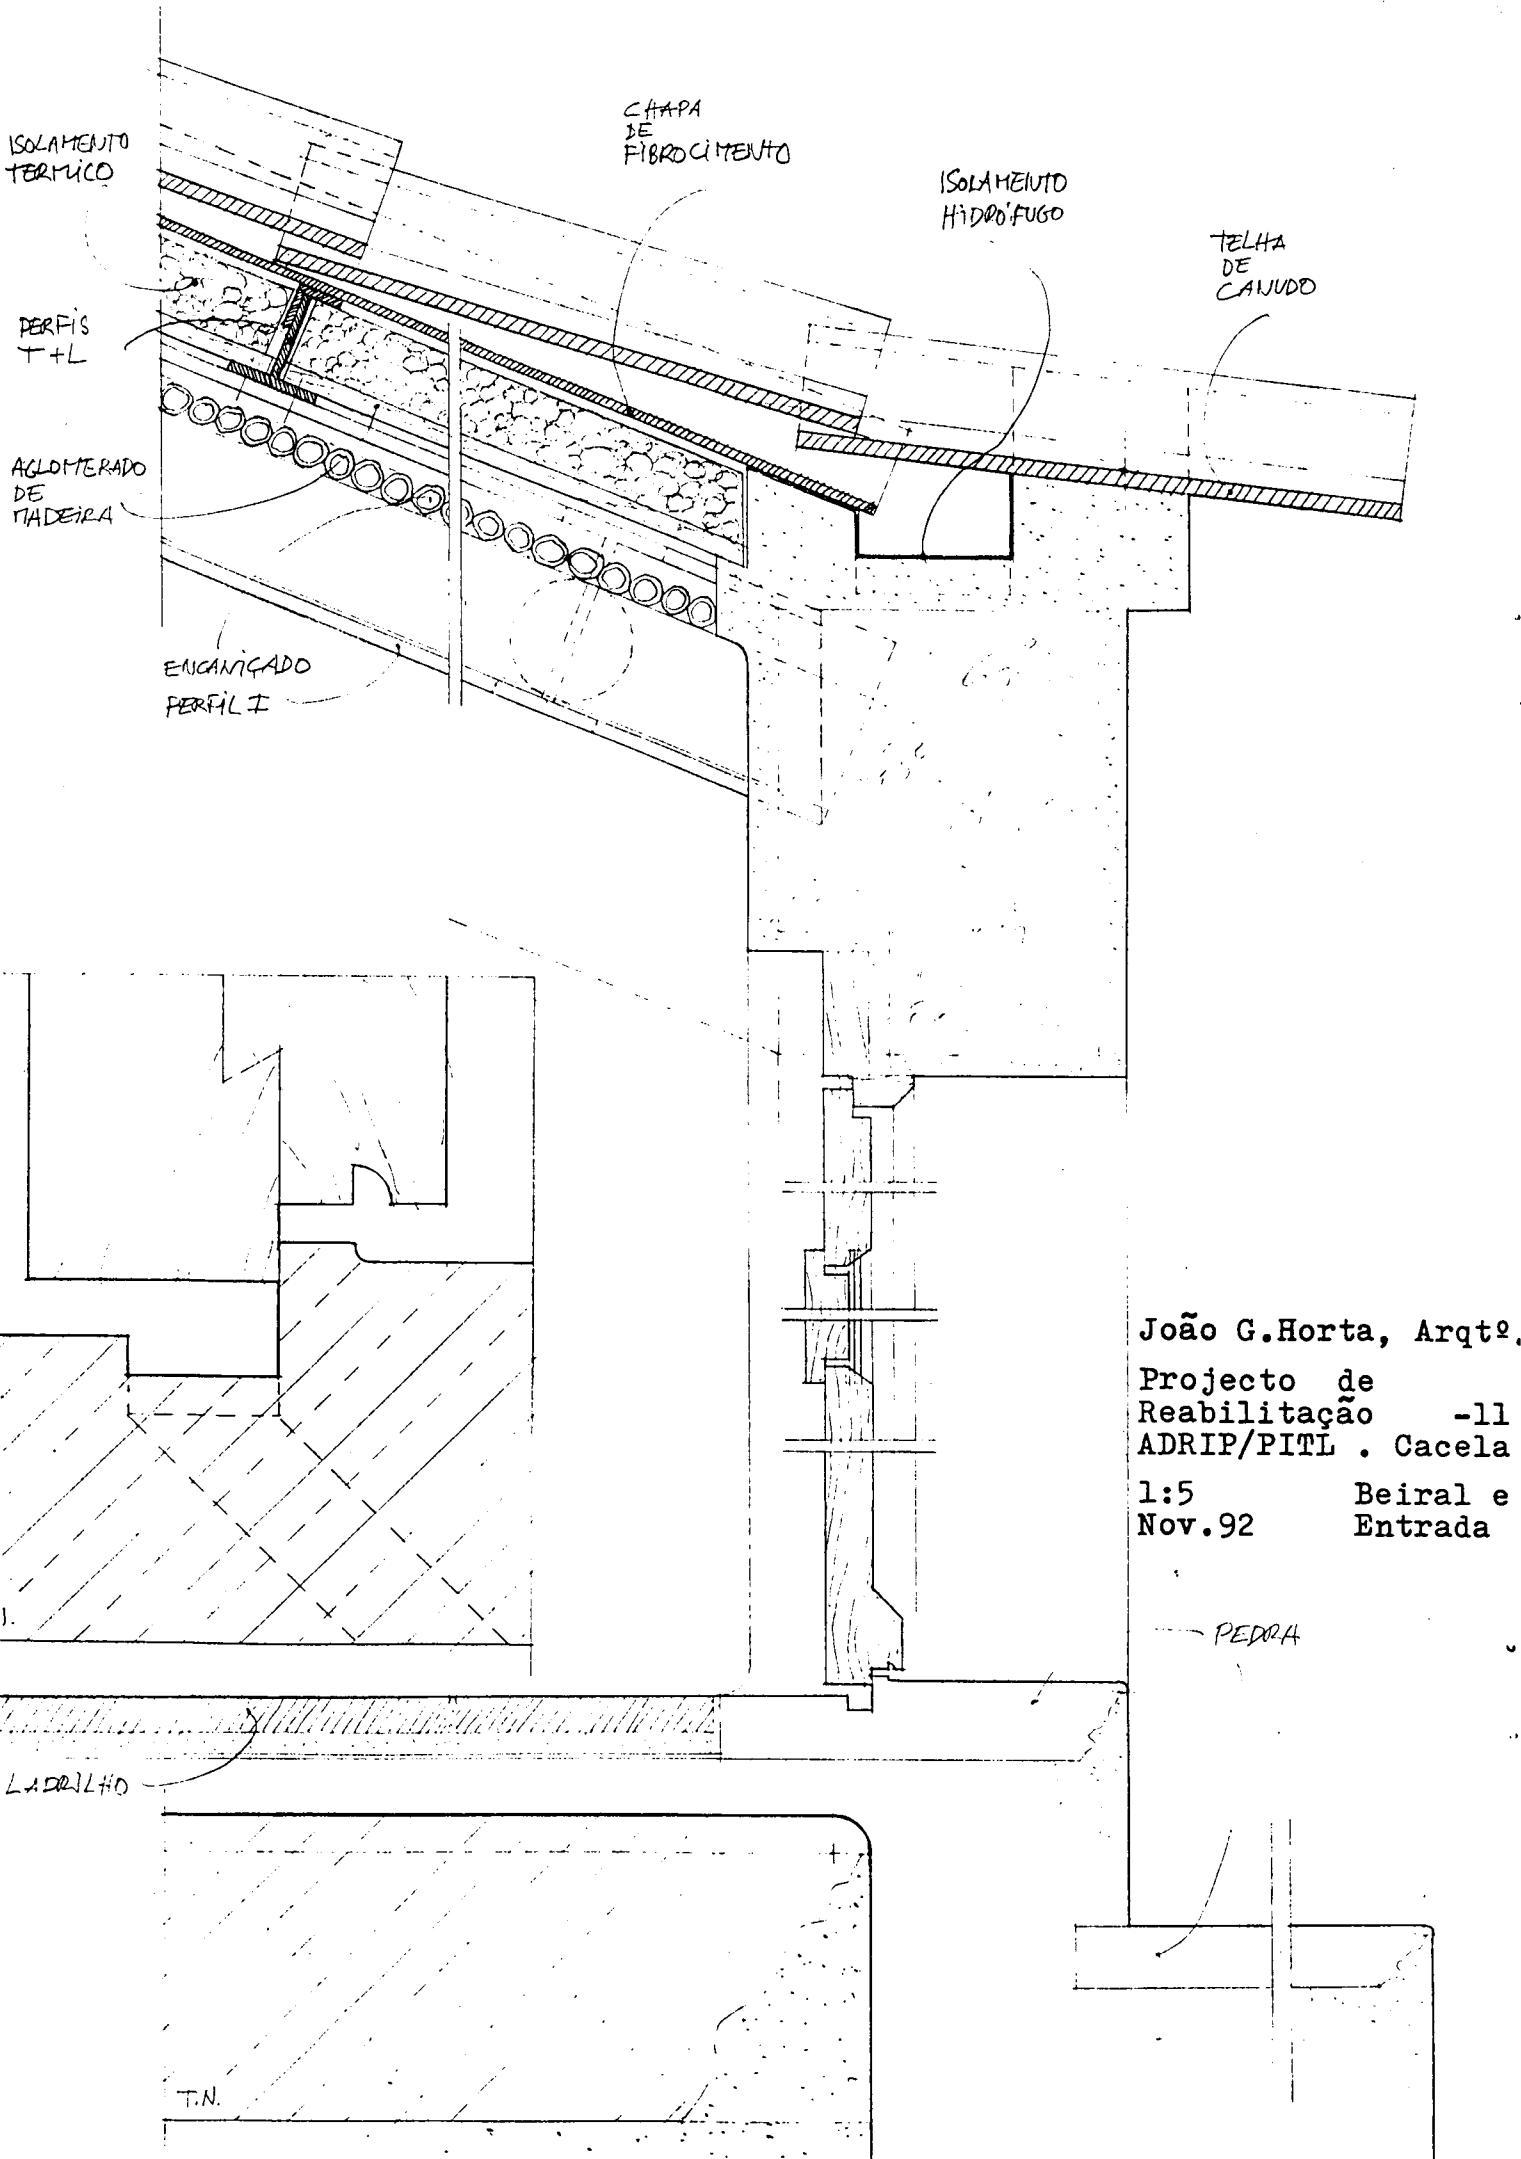 CHAPA
DE
FIBROCIMENTO
ISOLAMENTO
TERMICO
ISOLAMENTO
HIDRÓFUGO
TELHA
DE
CANUDO
PERFIS
T+L
AGLOMERADO
DE
MADEIRA
ENCANIÇADO
PERFIL I
João G.Horta, Arqtº.
Projecto de
Reabilitação -11
ADRIP/PITL . Cacela
1:5 Beiral e
Nov.92 Entrada
PEDRA
LADRILHO
T.N.